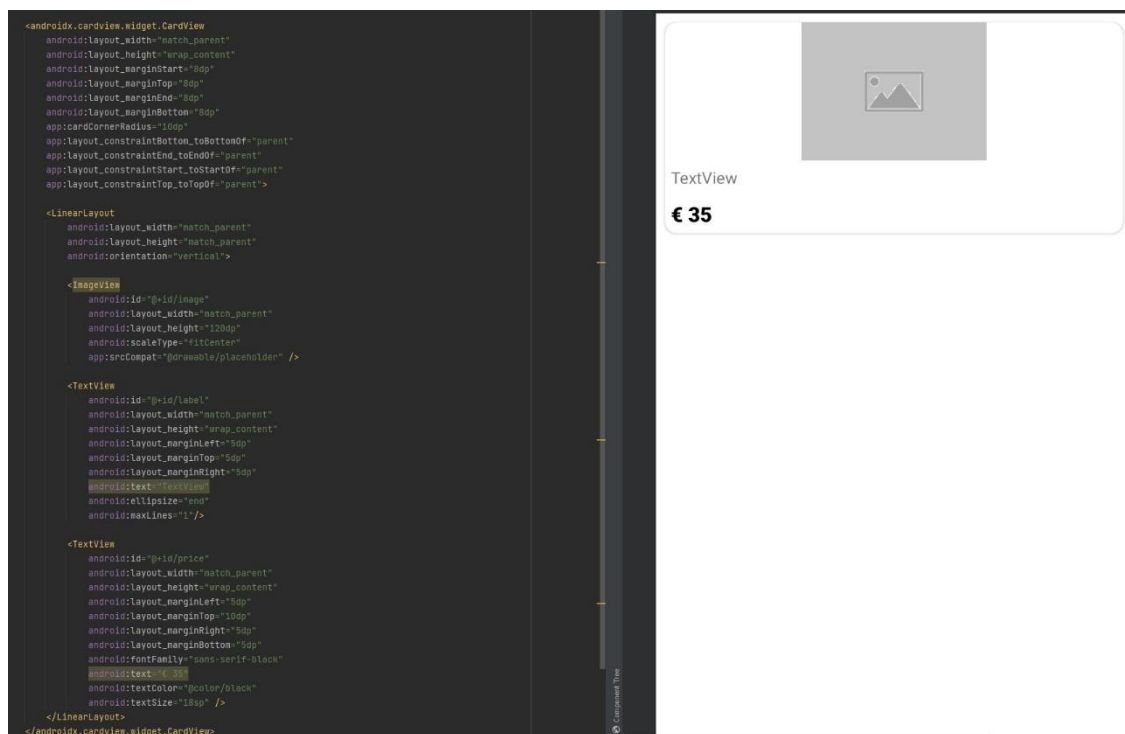 <androidx.cardview.widget.CardView
android:layout_width="match_parent"
android:layout_height="wrap_content"
android:layout_marginStart="8dp"
android:layout_marginTop="8dp"
android:layout_marginEnd="8dp"
android:layout_marginBottom="8dp"
app:cardCornerRadius="10dp"
app:layout_constraintBottom_toBottomOf="parent"
app:layout_constraintEnd_toEndOf="parent"
app:layout_constraintStart_toStartOf="parent"
app:layout_constraintTop_toTopOf="parent">
<LinearLayout
android:layout_width="match_parent"
android:layout_height="match_parent"
android:orientation="vertical">
<ImageView
android:id="@+id/image"
android:layout_width="match_parent"
android:layout_height="120dp"
android:scaleType="fitCenter"
app:srcCompat="@drawable/placeholder" />
<TextView
android:id="@+id/label"
android:layout_width="match_parent"
android:layout_height="wrap_content"
android:layout_marginLeft="5dp"
android:layout_marginTop="5dp"
android:layout_marginRight="5dp"
android:text="TextView"
android:ellipsize="end"
android:maxLines="1"/>
<TextView
android:id="@+id/price"
android:layout_width="match_parent"
android:layout_height="wrap_content"
android:layout_marginLeft="5dp"
android:layout_marginTop="10dp"
android:layout_marginRight="5dp"
android:layout_marginBottom="5dp"
android:fontFamily="sans-serif-black"
android:text="€ 35"
android:textColor="@color/black"
android:textSize="18sp" />
</LinearLayout>
</androidx.cardview.widget.CardView>
Component Tree
TextView
€ 35